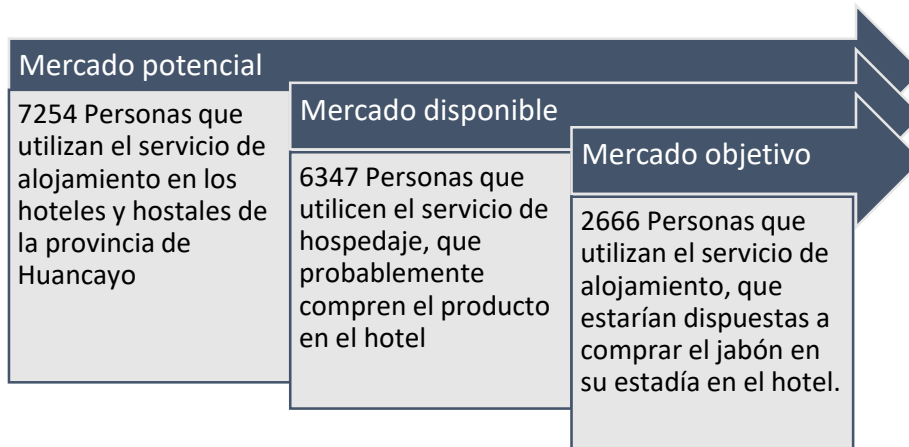 Mercado potencial
7254 Personas que
utilizan el servicio de
alojamiento en los
hoteles y hostales de
la provincia de
Huancayo
Mercado disponible
6347 Personas que
utilicen el servicio de
hospedaje, que
probablemente
compren el producto
en el hotel
Mercado objetivo
2666 Personas que
utilizan el servicio de
alojamiento, que
estarían dispuestas a
comprar el jabón en
su estadía en el hotel.